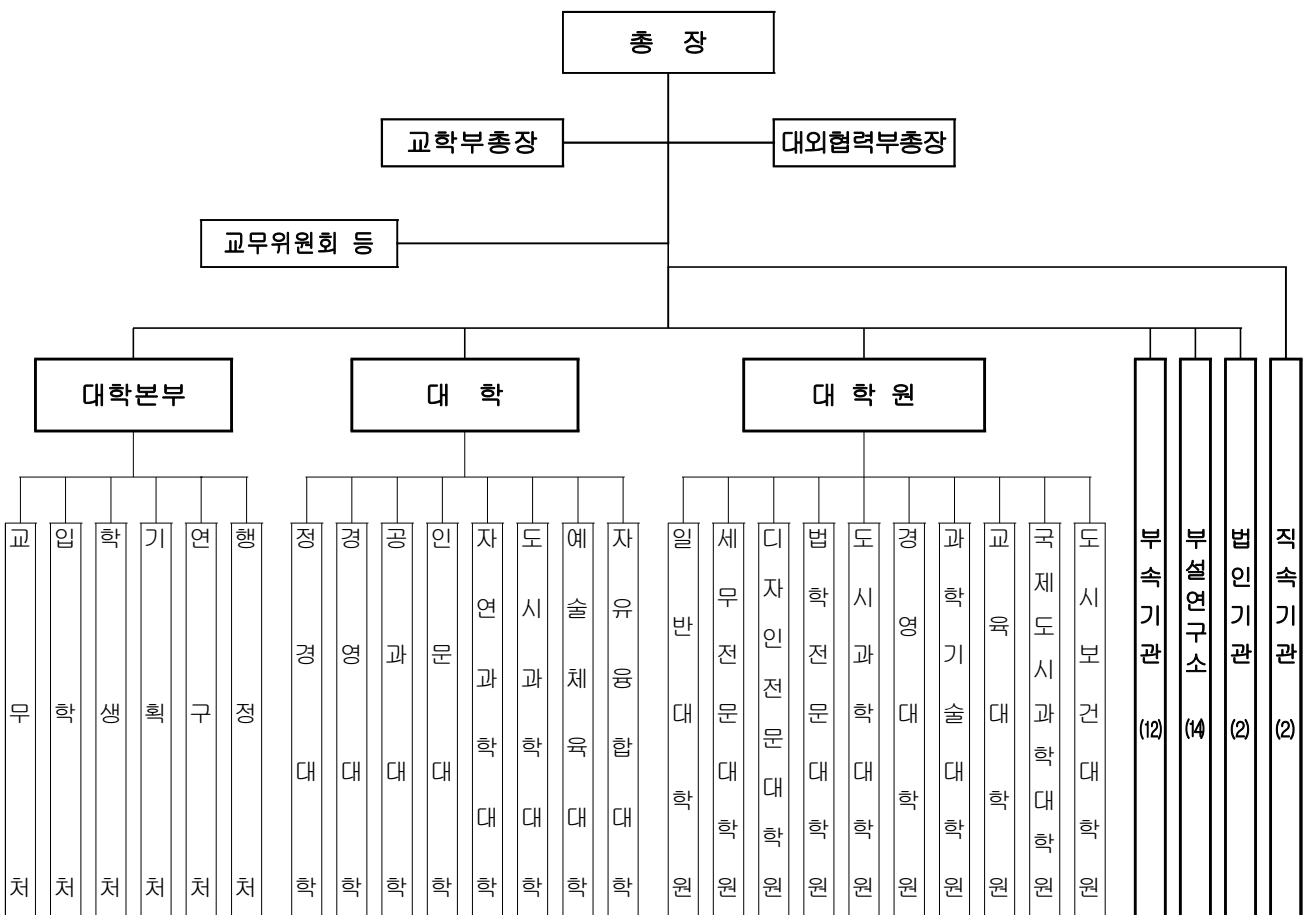 총 장
교학부총장
대외협력부총장
교무위원회 등
대학본부
대 학
대 학 원
교무처
입학처
학생처
기획처
연구처
행정처
정경대학
경영대학
공과대학
인문대학
자연과학대학
도시과학대학
예술체육대학
자유융합대학
일반대학원
세무전문대학원
디자인전문대학원
법학전문대학원
도시과학대학원
경영대학원
과학기술대학원
교육대학원
국제도시과학대학원
도시보건대학원
부속기관 (12)
부설연구소 (14)
법인기관 (2)
직속기관 (2)